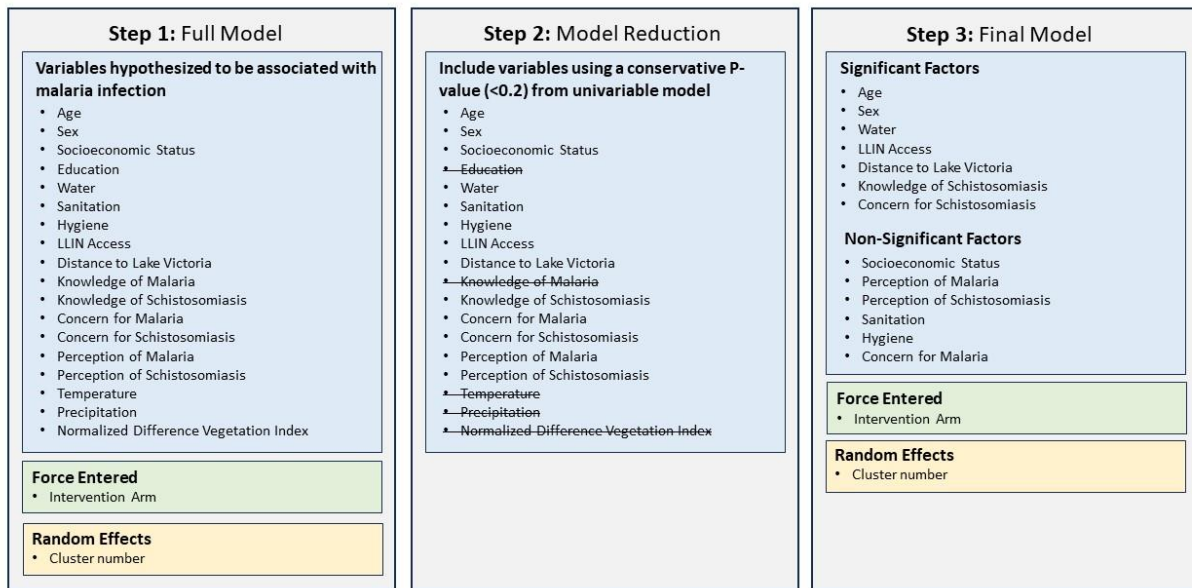 Step 1: Full Model
Variables hypothesized to be associated with
malaria infection
• Age
• Sex
• Socioeconomic Status
• Education
• Water
• Sanitation
• Hygiene
• LLIN Access
• Distance to Lake Victoria
• Knowledge of Malaria
• Knowledge of Schistosomiasis
• Concern for Malaria
• Concern for Schistosomiasis
• Perception of Malaria
• Perception of Schistosomiasis
• Temperature
• Precipitation
• Normalized Difference Vegetation Index
Force Entered
• Intervention Arm
Random Effects
• Cluster number
Step 2: Model Reduction
Include variables using a conservative P-
value (<0.2) from univariable model
• Age
• Sex
• Socioeconomic Status
• Education
• Water
• Sanitation
• Hygiene
• LLIN Access
• Distance to Lake Victoria
• Knowledge of Malaria
• Knowledge of Schistosomiasis
• Concern for Malaria
• Concern for Schistosomiasis
• Perception of Malaria
• Perception of Schistosomiasis
• Temperature
• Precipitation
• Normalized Difference Vegetation Index
Step 3: Final Model
Significant Factors
• Age
• Sex
• Water
• LLIN Access
• Distance to Lake Victoria
• Knowledge of Schistosomiasis
• Concern for Schistosomiasis
Non-Significant Factors
• Socioeconomic Status
• Perception of Malaria
• Perception of Schistosomiasis
• Sanitation
• Hygiene
• Concern for Malaria
Force Entered
• Intervention Arm
Random Effects
• Cluster number